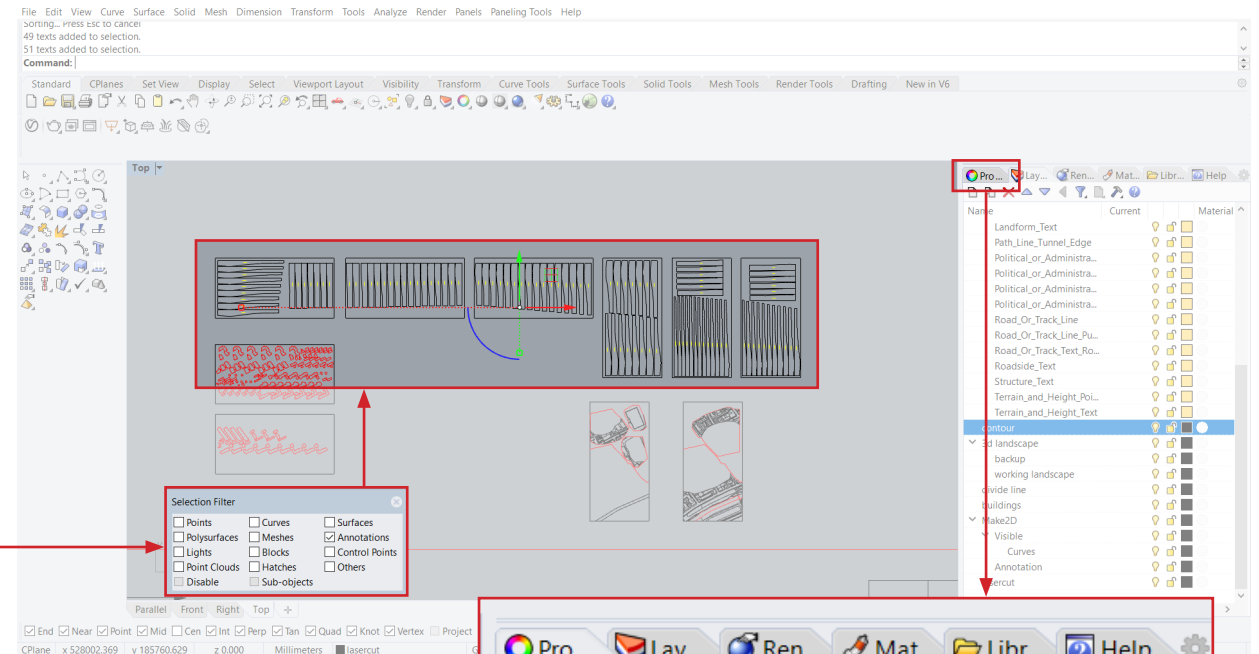 File Edit View Curve Surface Solid Mesh Dimension Transform Tools Analyze Render Panels Paneling Tools Help
Sorting... Press Esc to cancel
49 texts added to selection.
51 texts added to selection.
Command:
Standard CPlanes Set View Display Select Viewport Layout Visibility Transform Curve Tools Surface Tools Solid Tools Mesh Tools Render Tools Drafting New in V6
Top
Pro... Lay... Ren... Mat... Libr... Help
Name Current Material
Landform_Text
Path_Line_Tunnel_Edge
Political_or_Administra...
Political_or_Administra...
Political_or_Administra...
Political_or_Administra...
Road_Or_Track_Line
Road_Or_Track_Line_Pu...
Road_Or_Track_Text_Ro...
Roadside_Text
Structure_Text
Terrain_and_Height_Poi...
Terrain_and_Height_Text
contour
3d landscape
backup
working landscape
divide line
buildings
Make2D
Visible
Curves
Annotation
lasercut
Selection Filter
Points Curves Surfaces
Polysurfaces Meshes Annotations
Lights Blocks Control Points
Point Clouds Hatches Others
Disable Sub-objects
Parallel Front Right Top
End Near Point Mid Cen Int Perp Tan Quad Knot Vertex Project
CPlane x 528002.369 y 185760.629 z 0.000 Millimeters lasercut
Pro Lay Ren Mat Libr Help